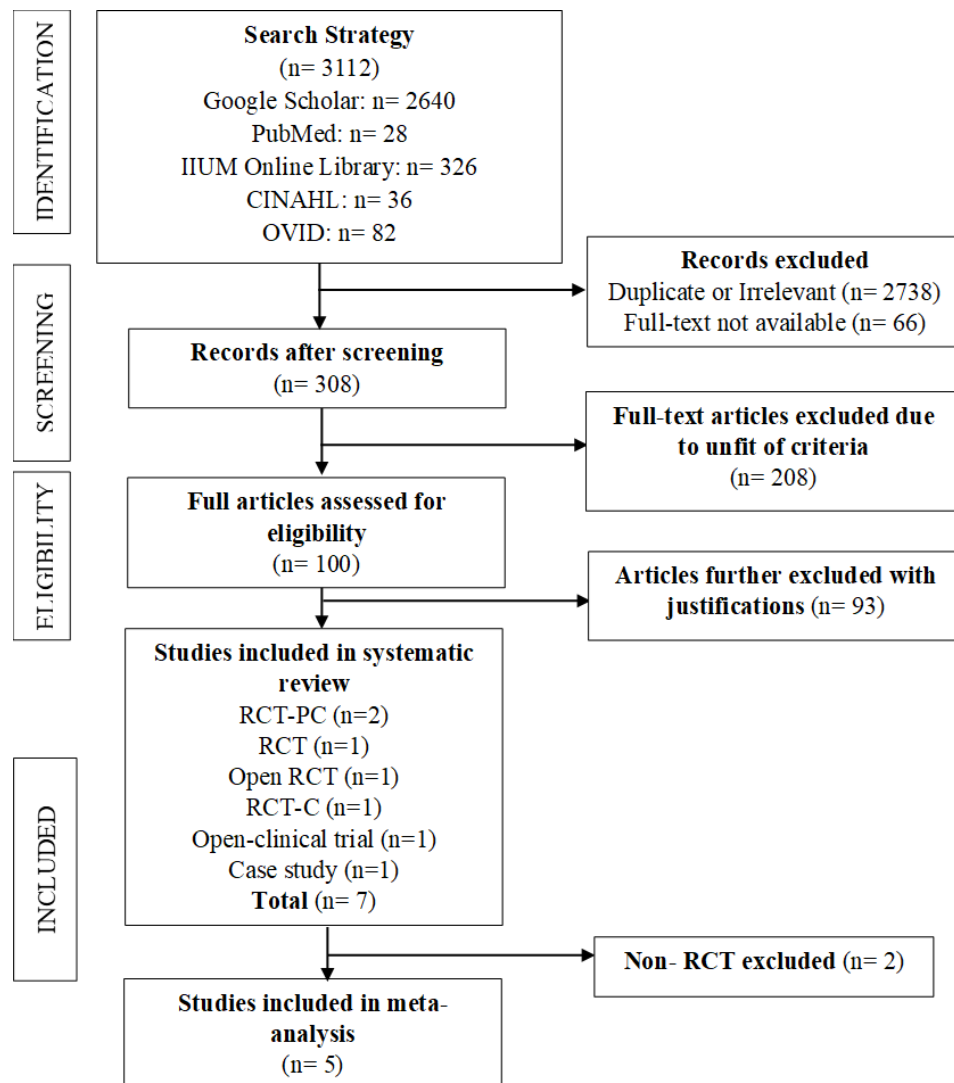 IDENTIFICATION
Search Strategy
(n= 3112)
Google Scholar: n= 2640
PubMed: n= 28
IIUM Online Library: n= 326
CINAHL: n= 36
OVID: n= 82
SCREENING
Records excluded
Duplicate or Irrelevant (n= 2738)
Full-text not available (n= 66)
Records after screening
(n= 308)
Full-text articles excluded due
to unfit of criteria
(n= 208)
ELIGIBILITY
Full articles assessed for
eligibility
(n= 100)
Articles further excluded with
justifications (n= 93)
Studies included in systematic
review
RCT-PC (n=2)
RCT (n=1)
Open RCT (n=1)
RCT-C (n=1)
Open-clinical trial (n=1)
Case study (n=1)
Total (n= 7)
INCLUDED
Non- RCT excluded (n= 2)
Studies included in meta-
analysis
(n= 5)